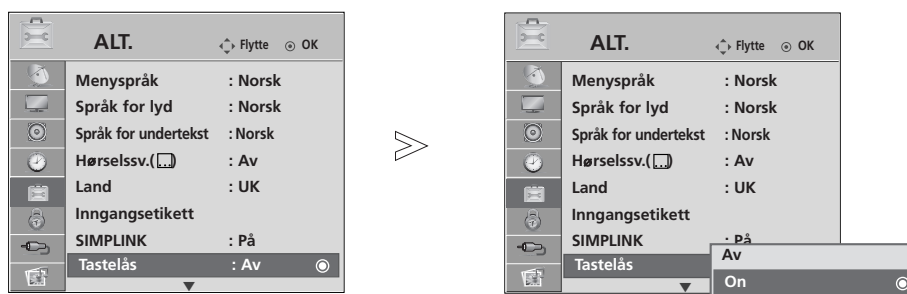 ALT. Flytte OK
Menyspråk : Norsk
Språk for lyd : Norsk
Språk for undertekst : Norsk
Hørselssv.( ) : Av
Land : UK
Inngangsetikett
SIMPLINK : På
Tastelås : Av
ALT. Flytte OK
Menyspråk : Norsk
Språk for lyd : Norsk
Språk for undertekst : Norsk
Hørselssv.( ) : Av
Land : UK
Inngangsetikett
SIMPLINK : På
Tastelås
Av
On